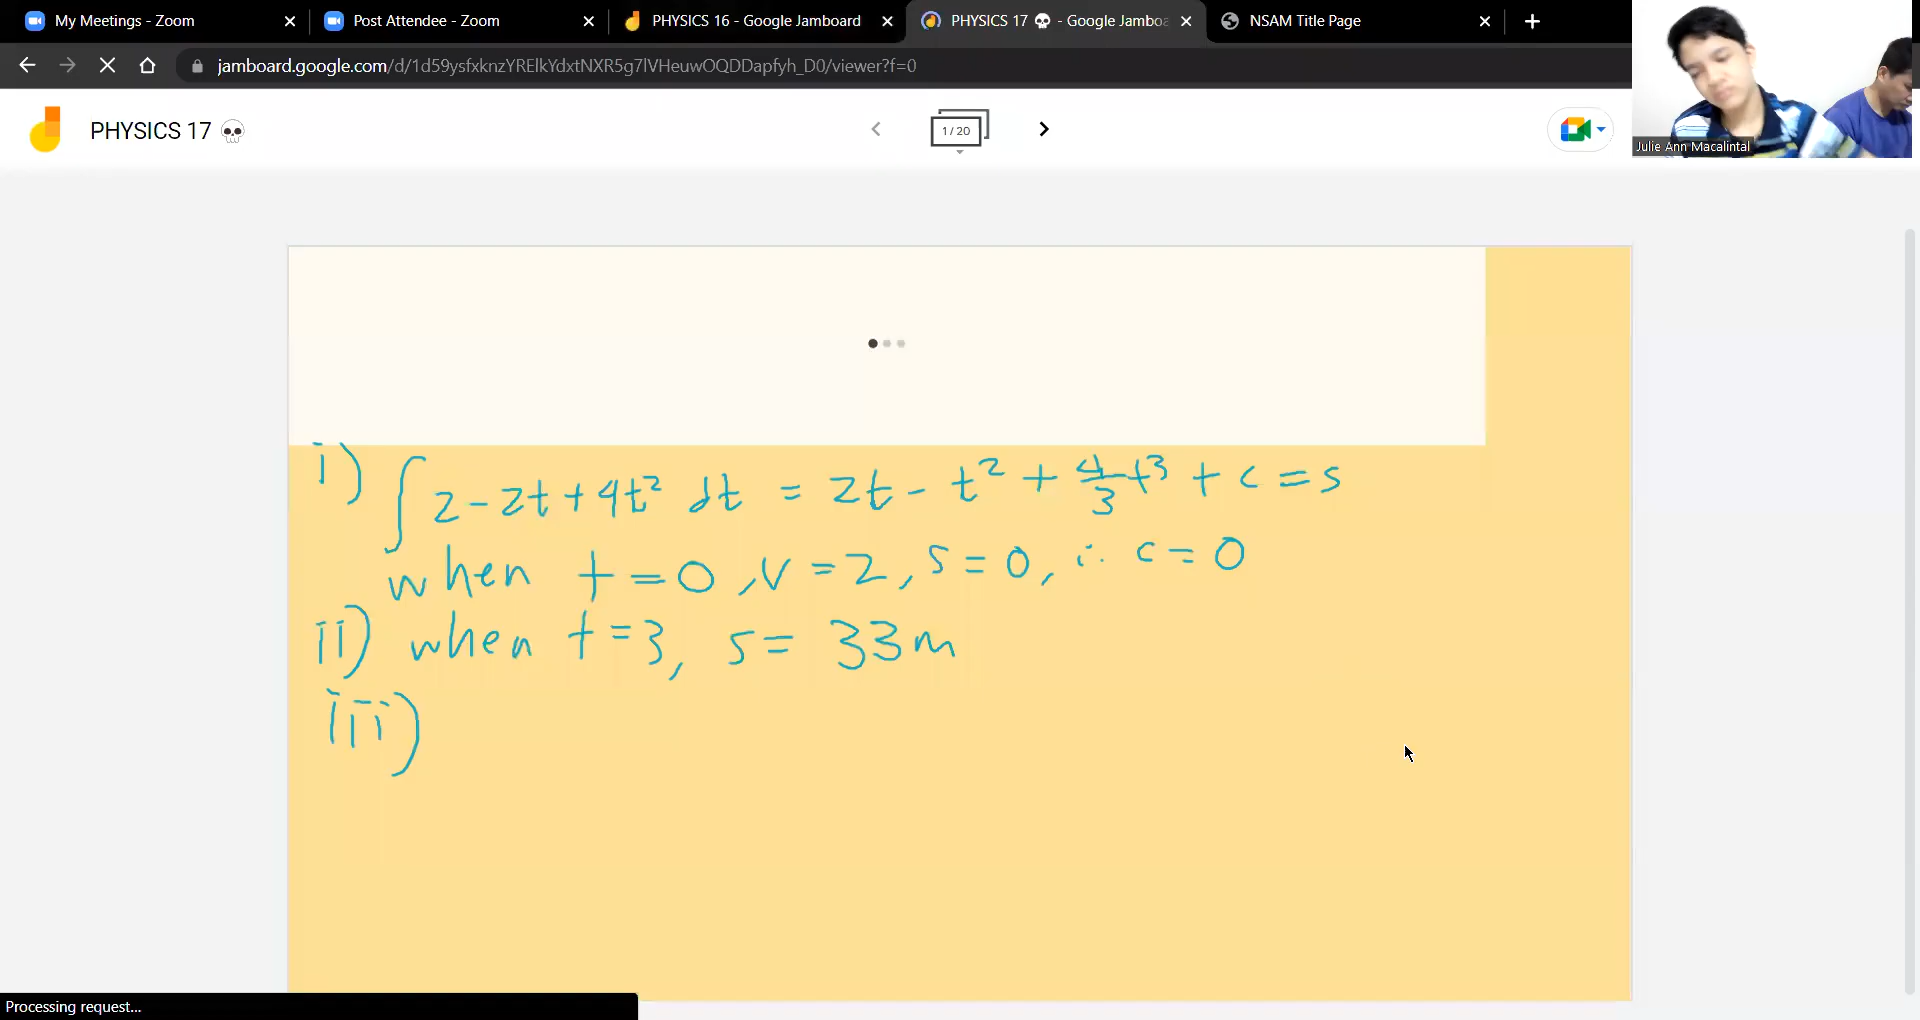 My Meetings - Zoom
Post Attendee - Zoom
PHYSICS 16 - Google Jamboard
PHYSICS 17 💀 - Google Jambo
NSAM Title Page
jamboard.google.com/d/1d59ysfxknzYRElkYdxtNXR5g7lVHeuwOQDDapfyh_D0/viewer?f=0
PHYSICS 17 💀
1 / 20
Julie Ann Macalintal
i) ∫ 2 - 2t + 4t² dt = 2t - t² + 4/3 t³ + c = s
when t = 0, v = 2, s = 0, ∴ c = 0
ii) when t = 3, s = 33m
iii)
Processing request...